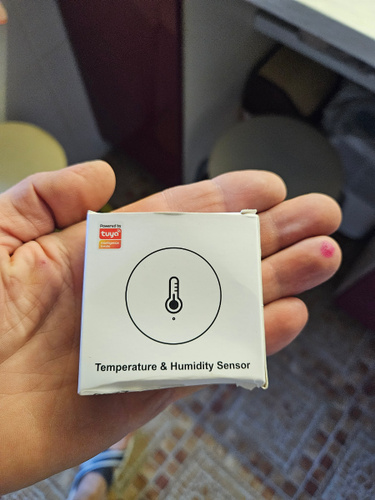 Powered by
tuya
Temperature & Humidity Sensor